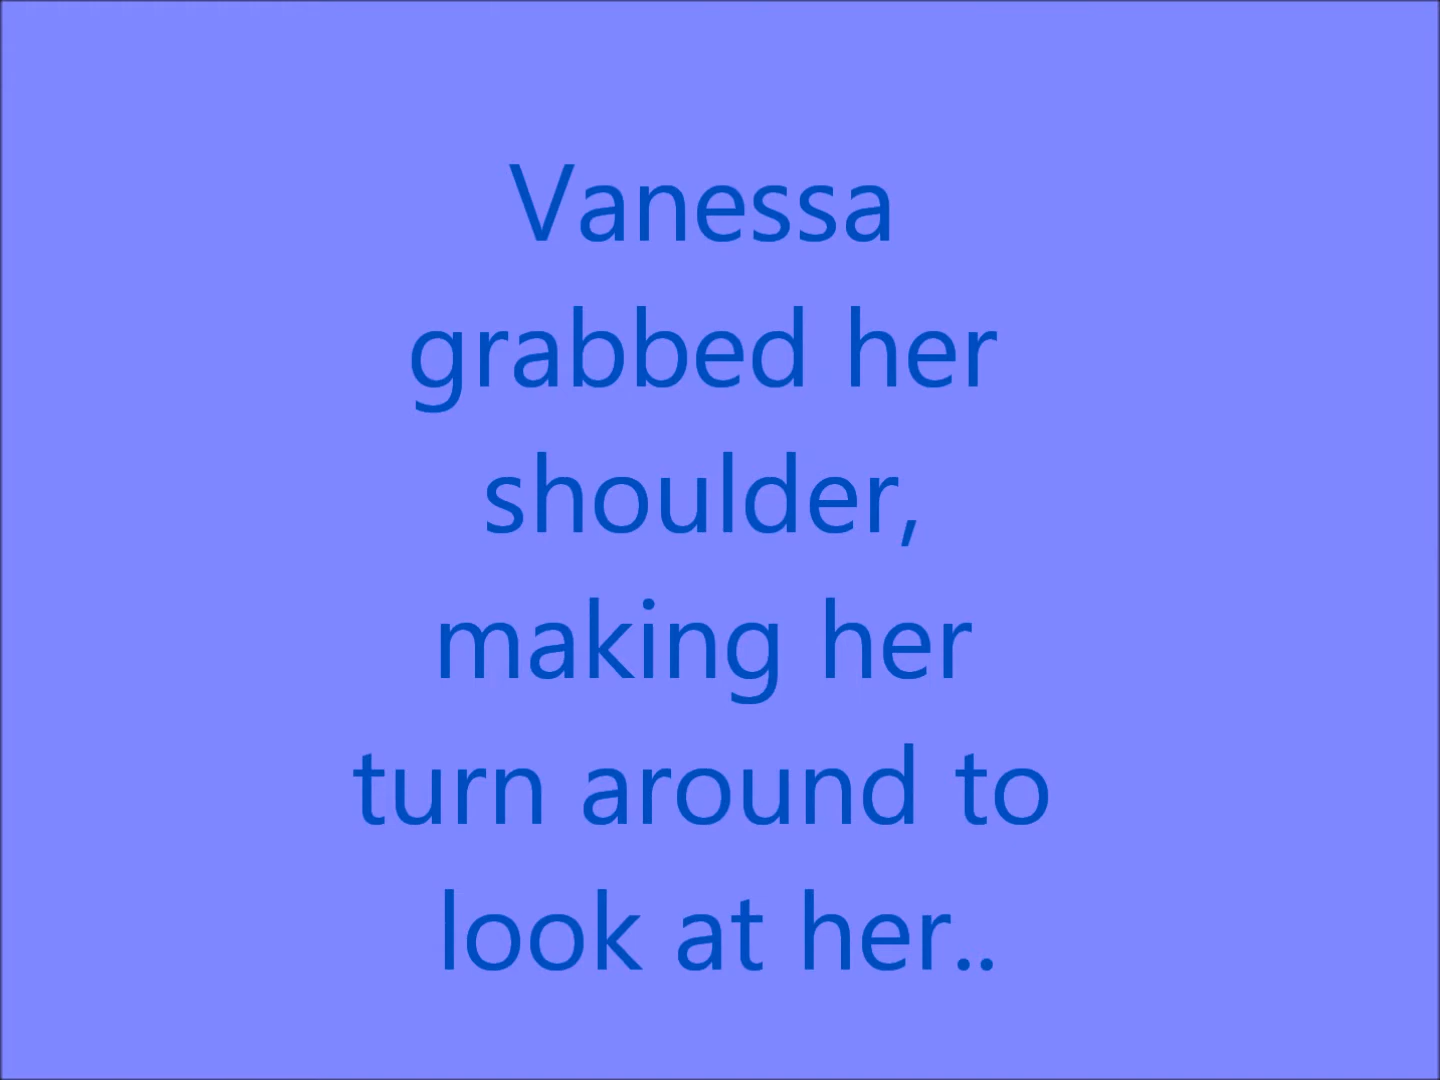 Vanessa
grabbed her
shoulder,
making her
turn around to
look at her..